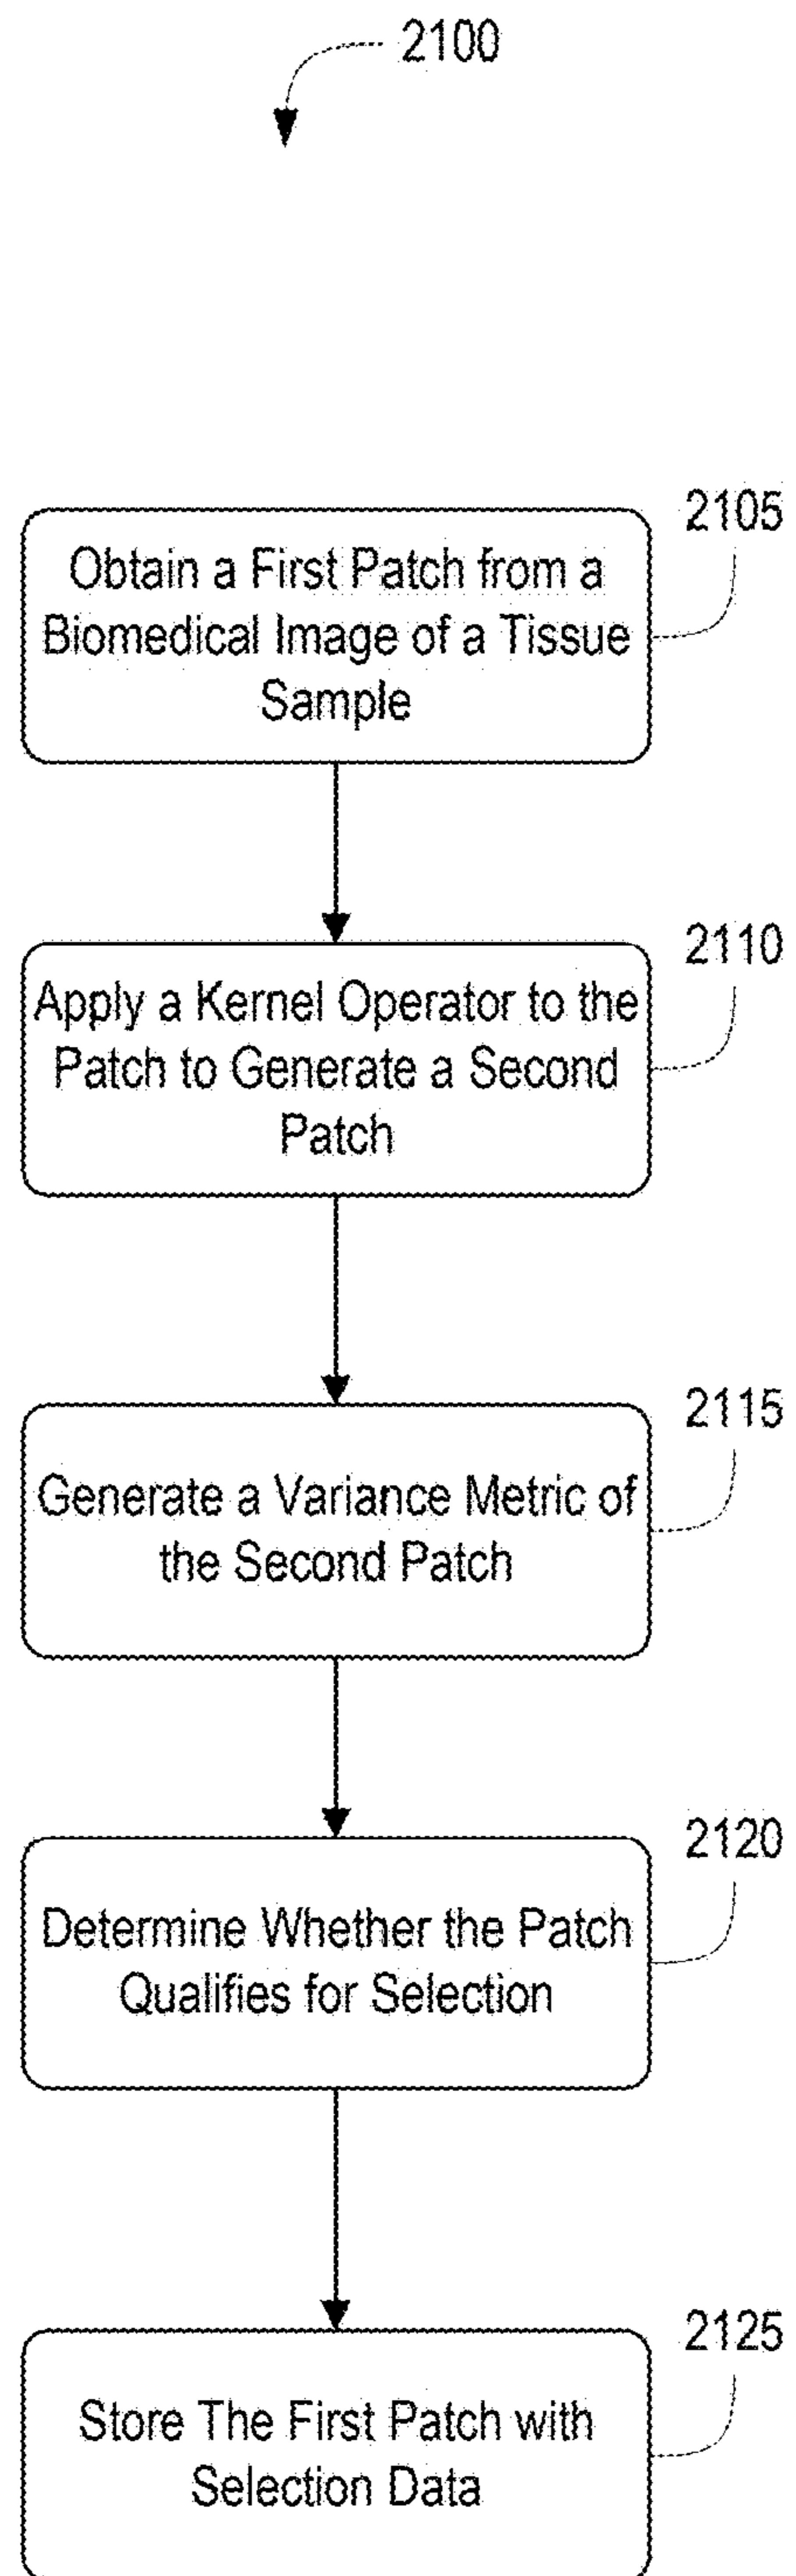 2100
2105
Obtain a First Patch from a
Biomedical Image of a Tissue
Sample
2110
Apply a Kernel Operator to the
Patch to Generate a Second
Patch
2115
Generate a Variance Metric of
the Second Patch
2120
Determine Whether the Patch
Qualifies for Selection
2125
Store The First Patch with
Selection Data